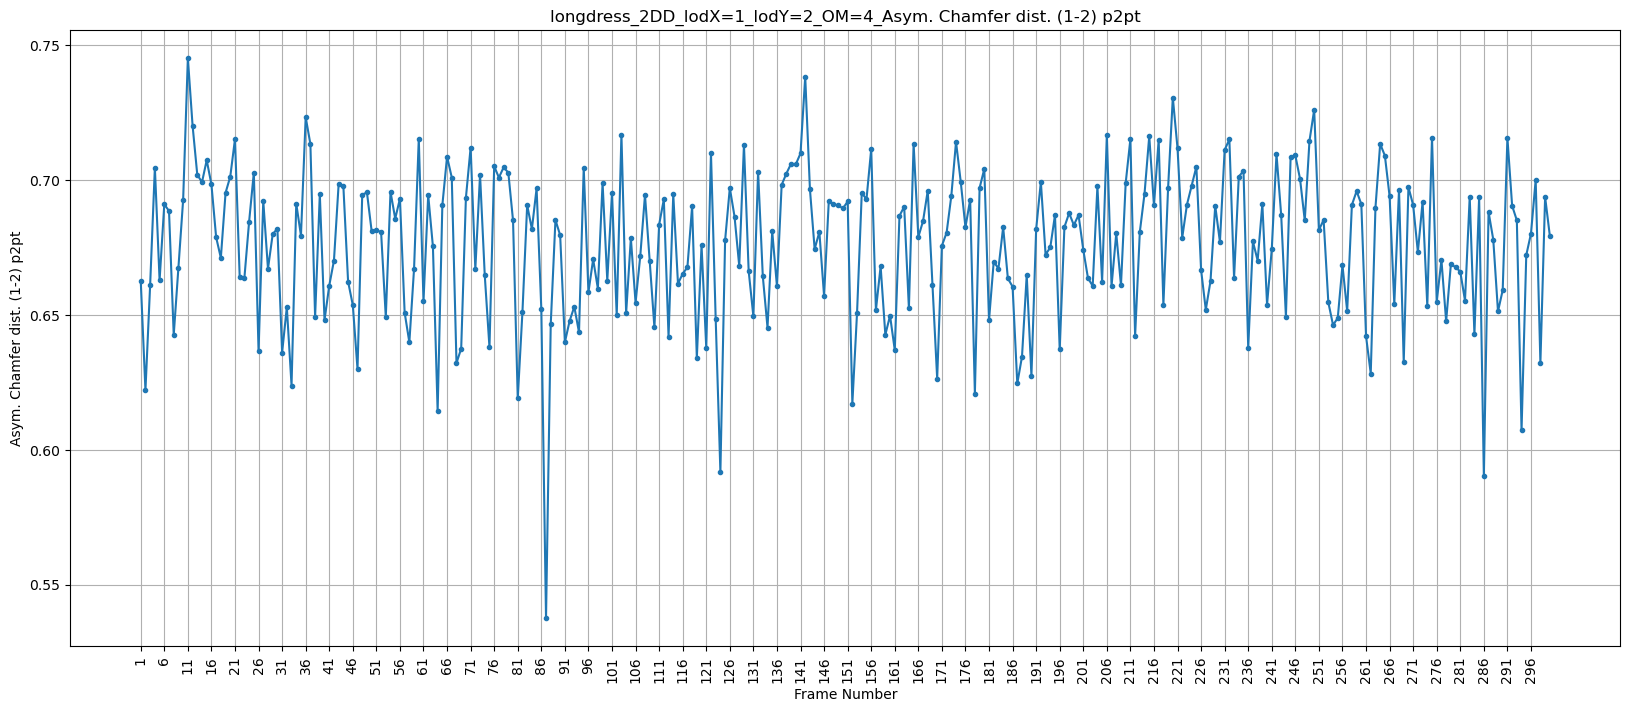 longdress_2DD_lodX=1_lodY=2_OM=4_Asym. Chamfer dist. (1-2) p2pt
Asym. Chamfer dist. (1-2) p2pt
0.75
0.70
0.65
0.60
0.55
1 6 11 16 21 26 31 36 41 46 51 56 61 66 71 76 81 86 91 96 101 106 111 116 121 126 131 136 141 146 151 156 161 166 171 176 181 186 191 196 201 206 211 216 221 226 231 236 241 246 251 256 261 266 271 276 281 286 291 296
Frame Number